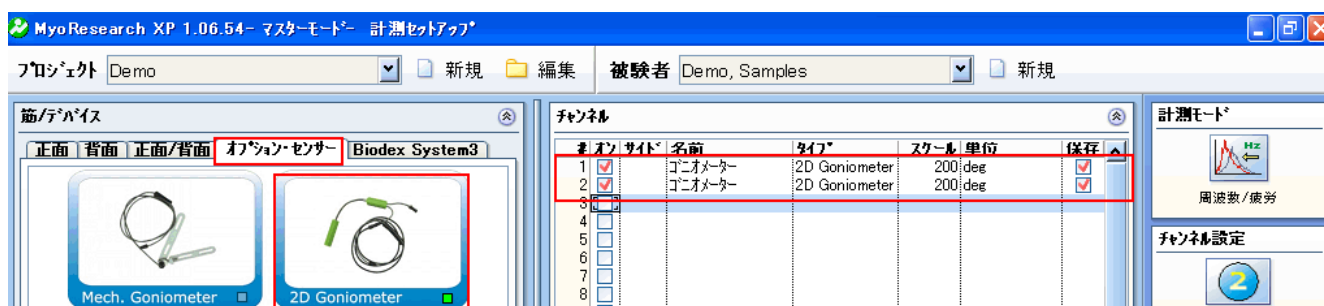 MyoResearch XP 1.06.54- マスターモード- 計測セットアップ
プロジェクト Demo 新規 編集 被験者 Demo, Samples 新規
筋/デバイス
正面 背面 正面/背面 オプション・センサー Biodex System3
Mech. Goniometer 2D Goniometer
チャンネル
# オン サイド 名前 タイプ スケール 単位 保存
1 ゴニオメーター 2D Goniometer 200 deg
2 ゴニオメーター 2D Goniometer 200 deg
3
4
5
6
7
8
計測モード
Hz
周波数/疲労
チャンネル設定
2